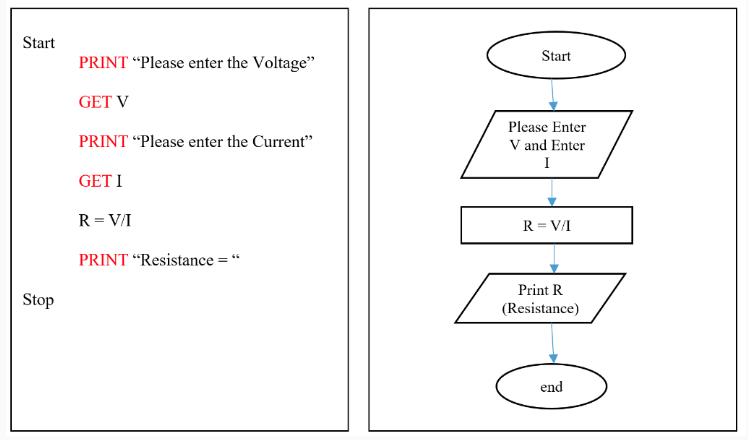 Start
PRINT “Please enter the Voltage”
GET V
PRINT “Please enter the Current”
GET I
R = V/I
PRINT “Resistance = “
Stop
Start
Please Enter
V and Enter
I
R = V/I
Print R
(Resistance)
end